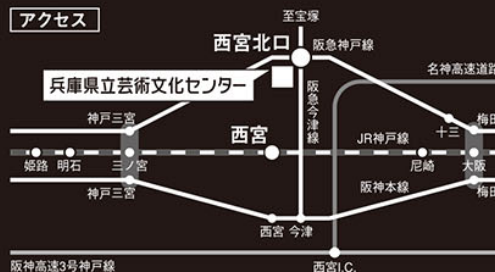 アクセス
至宝塚
西宮北口
阪急神戸線
兵庫県立芸術文化センター
名神高速道路
阪急今津線
神戸三宮
十三
梅田
西宮
JR神戸線
姫路
明石
三ノ宮
尼崎
大阪
神戸三宮
阪神本線
梅田
西宮
今津
阪神高速3号神戸線
西宮I.C.